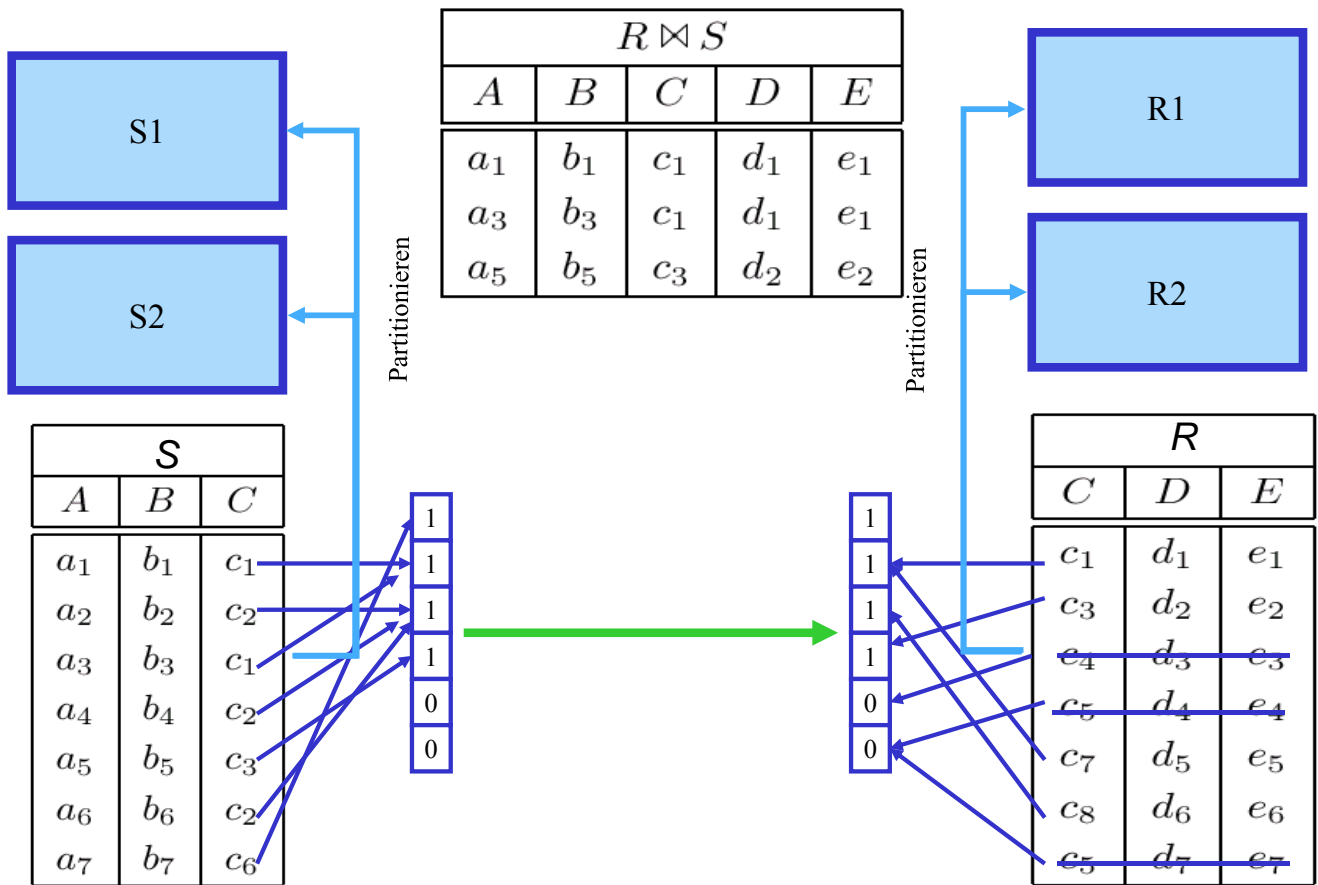 R ⋈ S
A B C D E
a₁ b₁ c₁ d₁ e₁
a₃ b₃ c₁ d₁ e₁
a₅ b₅ c₃ d₂ e₂
S1
S2
R1
R2
Partitionieren
Partitionieren
S
A B C
a₁ b₁ c₁
a₂ b₂ c₂
a₃ b₃ c₁
a₄ b₄ c₂
a₅ b₅ c₃
a₆ b₆ c₂
a₇ b₇ c₆
1
1
1
1
0
0
1
1
1
1
0
0
R
C D E
c₁ d₁ e₁
c₃ d₂ e₂
c₄ d₃ e₃
c₅ d₄ e₄
c₇ d₅ e₅
c₈ d₆ e₆
c₅ d₇ e₇